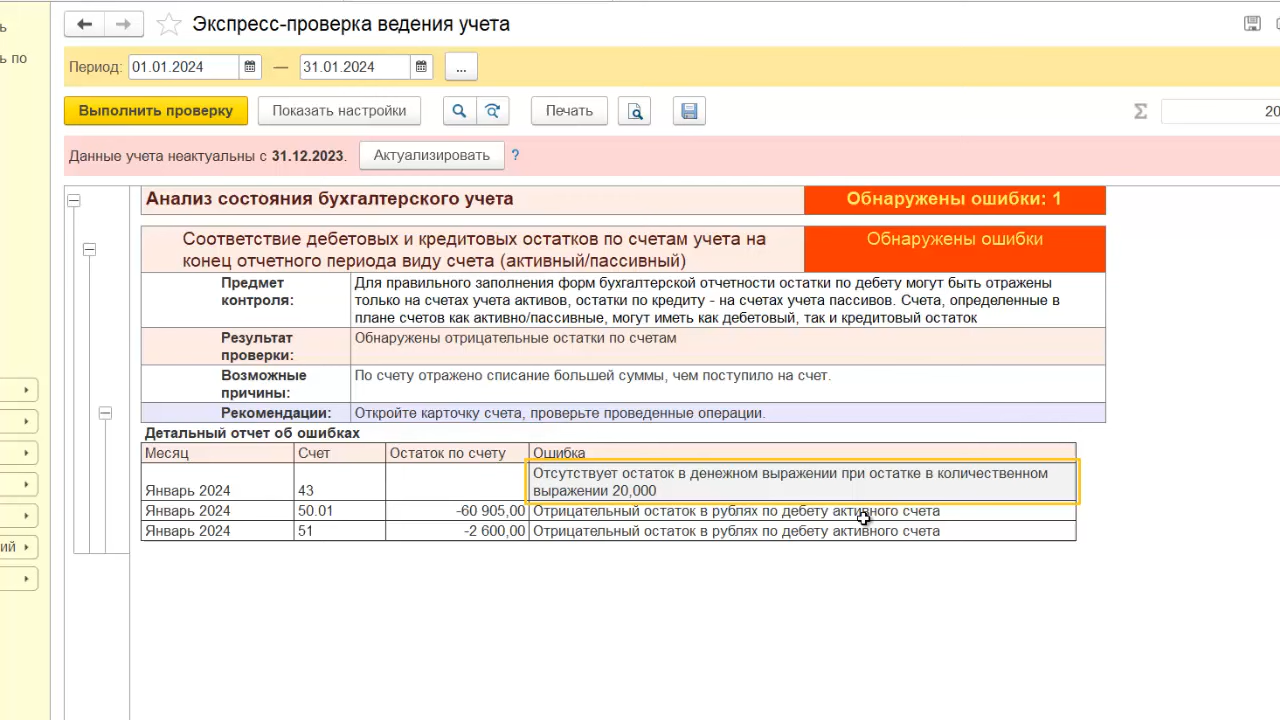 ь
ь по
ий
Экспресс-проверка ведения учета
Период: 01.01.2024 — 31.01.2024 ...
Выполнить проверку Показать настройки Печать Σ 20
Данные учета неактуальны с 31.12.2023. Актуализировать ?
Анализ состояния бухгалтерского учета Обнаружены ошибки: 1
Соответствие дебетовых и кредитовых остатков по счетам учета на Обнаружены ошибки
конец отчетного периода виду счета (активный/пассивный)
Предмет Для правильного заполнения форм бухгалтерской отчетности остатки по дебету могут быть отражены
контроля: только на счетах учета активов, остатки по кредиту - на счетах учета пассивов. Счета, определенные в
плане счетов как активно/пассивные, могут иметь как дебетовый, так и кредитовый остаток
Результат Обнаружены отрицательные остатки по счетам
проверки:
Возможные По счету отражено списание большей суммы, чем поступило на счет.
причины:
Рекомендации: Откройте карточку счета, проверьте проведенные операции.
Детальный отчет об ошибках
Месяц Счет Остаток по счету Ошибка
Отсутствует остаток в денежном выражении при остатке в количественном
Январь 2024 43 выражении 20,000
Январь 2024 50.01 -60 905,00 Отрицательный остаток в рублях по дебету активного счета
Январь 2024 51 -2 600,00 Отрицательный остаток в рублях по дебету активного счета